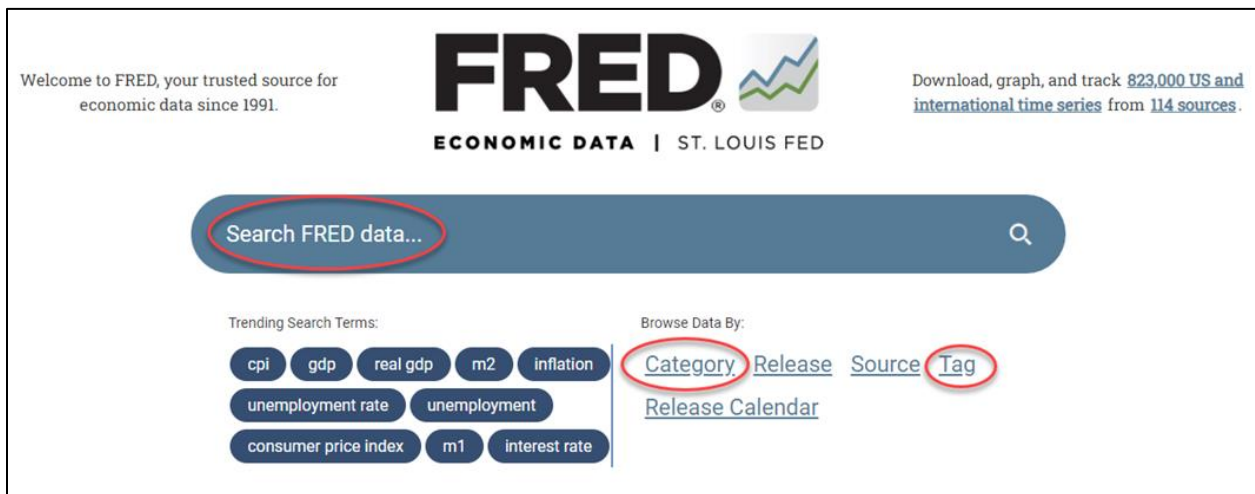 Welcome to FRED, your trusted source for
economic data since 1991.
FRED®
ECONOMIC DATA | ST. LOUIS FED
Download, graph, and track 823,000 US and
international time series from 114 sources.
Search FRED data...
Trending Search Terms:
cpi gdp real gdp m2 inflation
unemployment rate unemployment
consumer price index m1 interest rate
Browse Data By:
Category Release Source Tag
Release Calendar